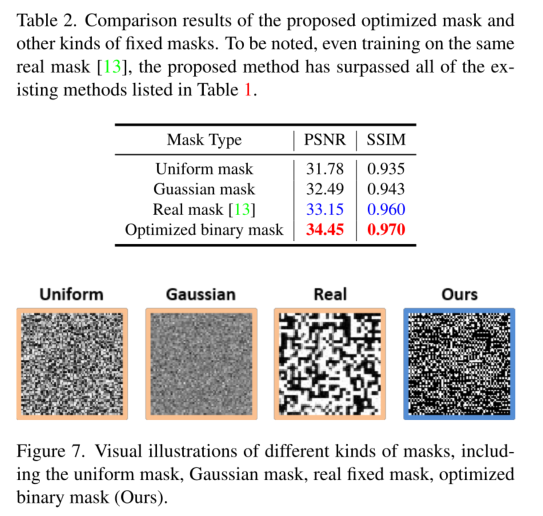 Table 2. Comparison results of the proposed optimized mask and
other kinds of fixed masks. To be noted, even training on the same
real mask [13], the proposed method has surpassed all of the ex-
isting methods listed in Table 1.
Mask Type PSNR SSIM
Uniform mask 31.78 0.935
Guassian mask 32.49 0.943
Real mask [13] 33.15 0.960
Optimized binary mask 34.45 0.970
Uniform Gaussian Real Ours
Figure 7. Visual illustrations of different kinds of masks, includ-
ing the uniform mask, Gaussian mask, real fixed mask, optimized
binary mask (Ours).